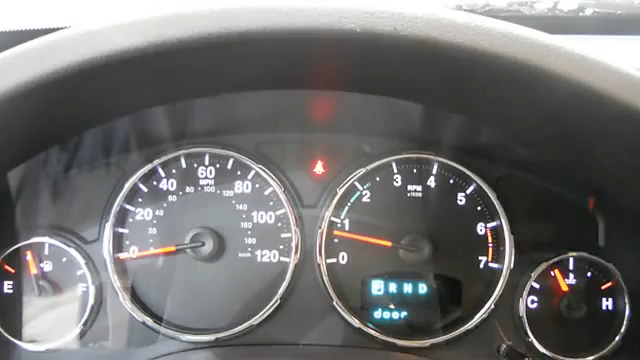 0 20 40 60 80 100 120
MPH
20 40 60 80 100 120 140 160 180
km/h
0 1 2 3 4 5 6 7
RPM
x1000
P R N D
door
E F
C H